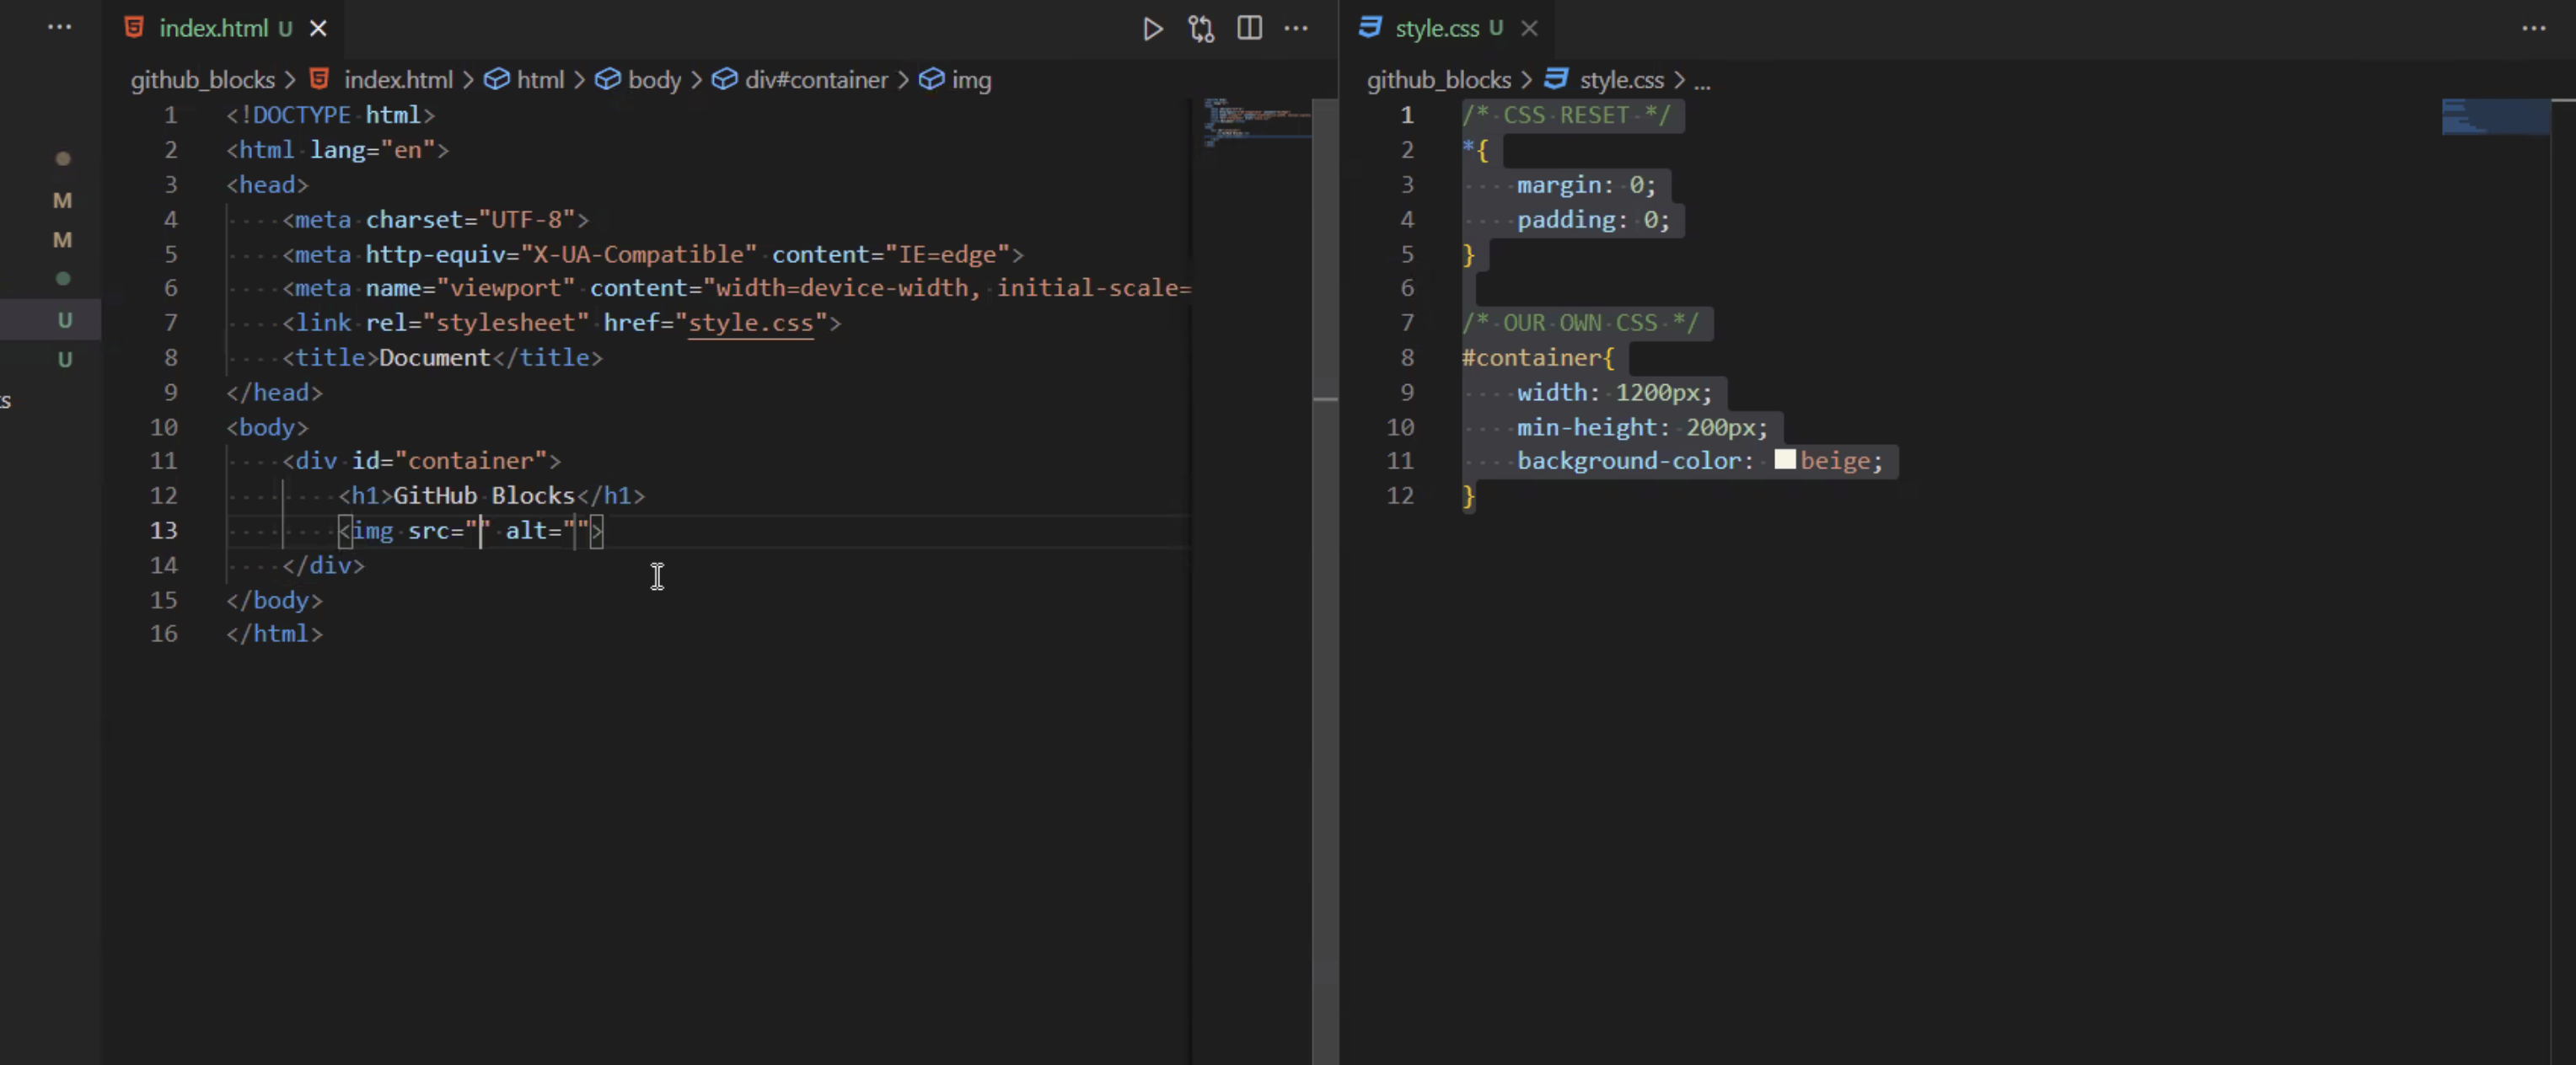 ··· index.html U ×
M
M
U
U
s
github_blocks > index.html > html > body > div#container > img
1 <!DOCTYPE html>
2 <html lang="en">
3 <head>
4 <meta charset="UTF-8">
5 <meta http-equiv="X-UA-Compatible" content="IE=edge">
6 <meta name="viewport" content="width=device-width, initial-scale=
7 <link rel="stylesheet" href="style.css">
8 <title>Document</title>
9 </head>
10 <body>
11 <div id="container">
12 <h1>GitHub Blocks</h1>
13 <img src="" alt="">
14 </div>
15 </body>
16 </html>
style.css U ×
github_blocks > style.css > ...
1 /* CSS RESET */
2 *{
3 margin: 0;
4 padding: 0;
5 }
6
7 /* OUR OWN CSS */
8 #container{
9 width: 1200px;
10 min-height: 200px;
11 background-color: beige;
12 }